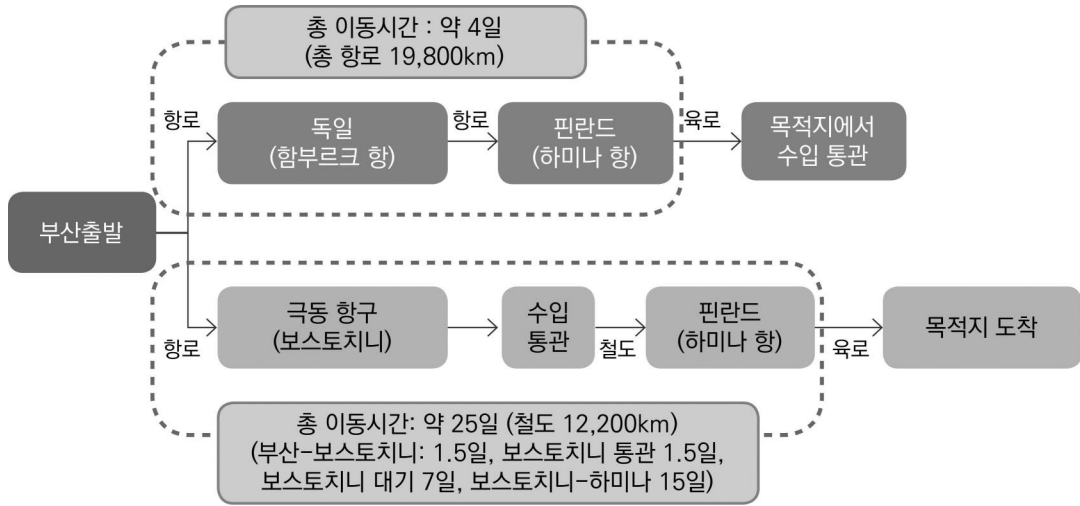 총 이동시간 : 약 4일
(총 항로 19,800km)
항로
독일
(함부르크 항)
항로
핀란드
(하미나 항)
육로
목적지에서
수입 통관
부산출발
항로
극동 항구
(보스토치니)
수입
통관
철도
핀란드
(하미나 항)
육로
목적지 도착
총 이동시간: 약 25일 (철도 12,200km)
(부산-보스토치니: 1.5일, 보스토치니 통관 1.5일,
보스토치니 대기 7일, 보스토치니-하미나 15일)